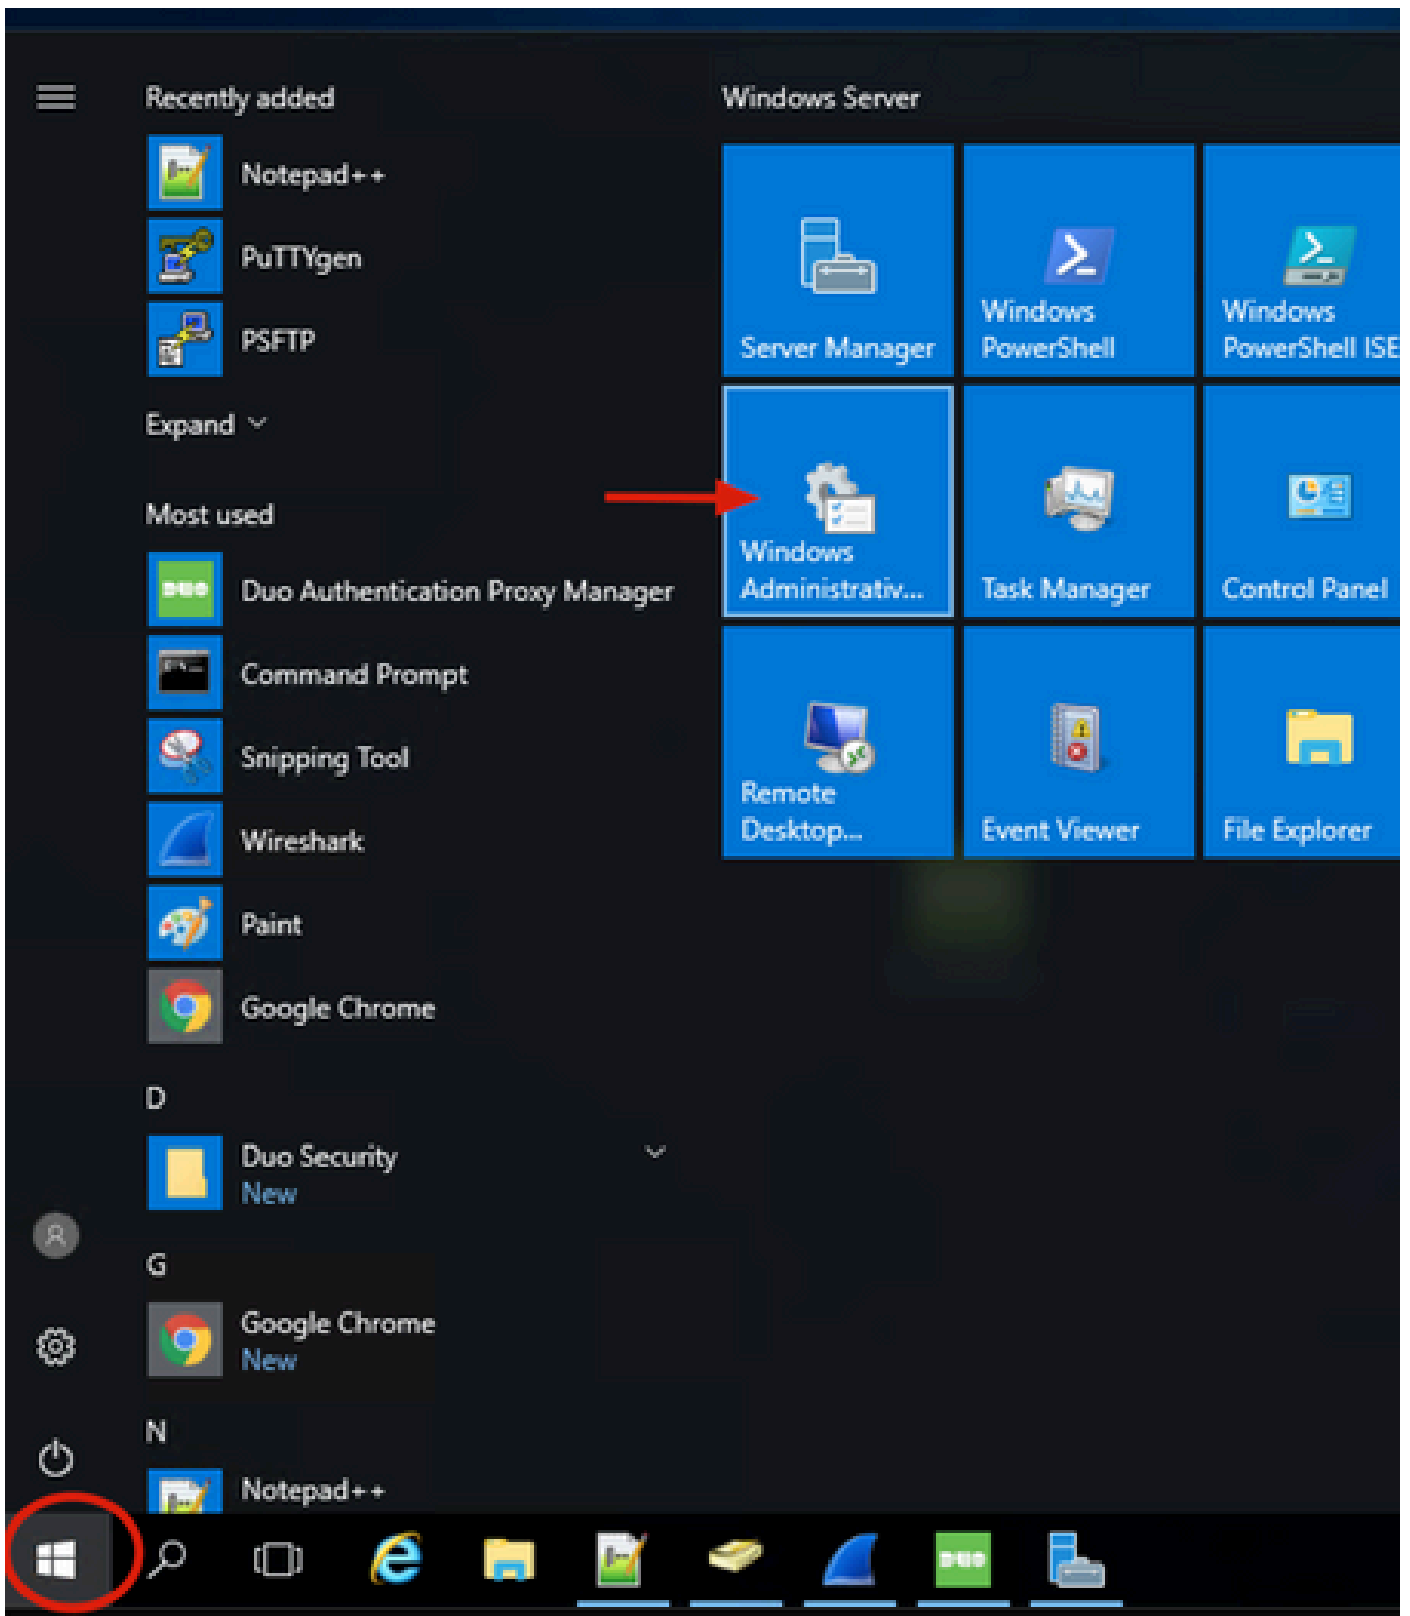 Recently added
Notepad++
PuTTYgen
PSFTP
Expand
Most used
Duo Authentication Proxy Manager
Command Prompt
Snipping Tool
Wireshark
Paint
Google Chrome
D
Duo Security
New
G
Google Chrome
New
N
Notepad++
Windows Server
Server Manager
Windows
PowerShell
Windows
PowerShell ISE
Windows
Administrativ...
Task Manager
Control Panel
Remote
Desktop...
Event Viewer
File Explorer